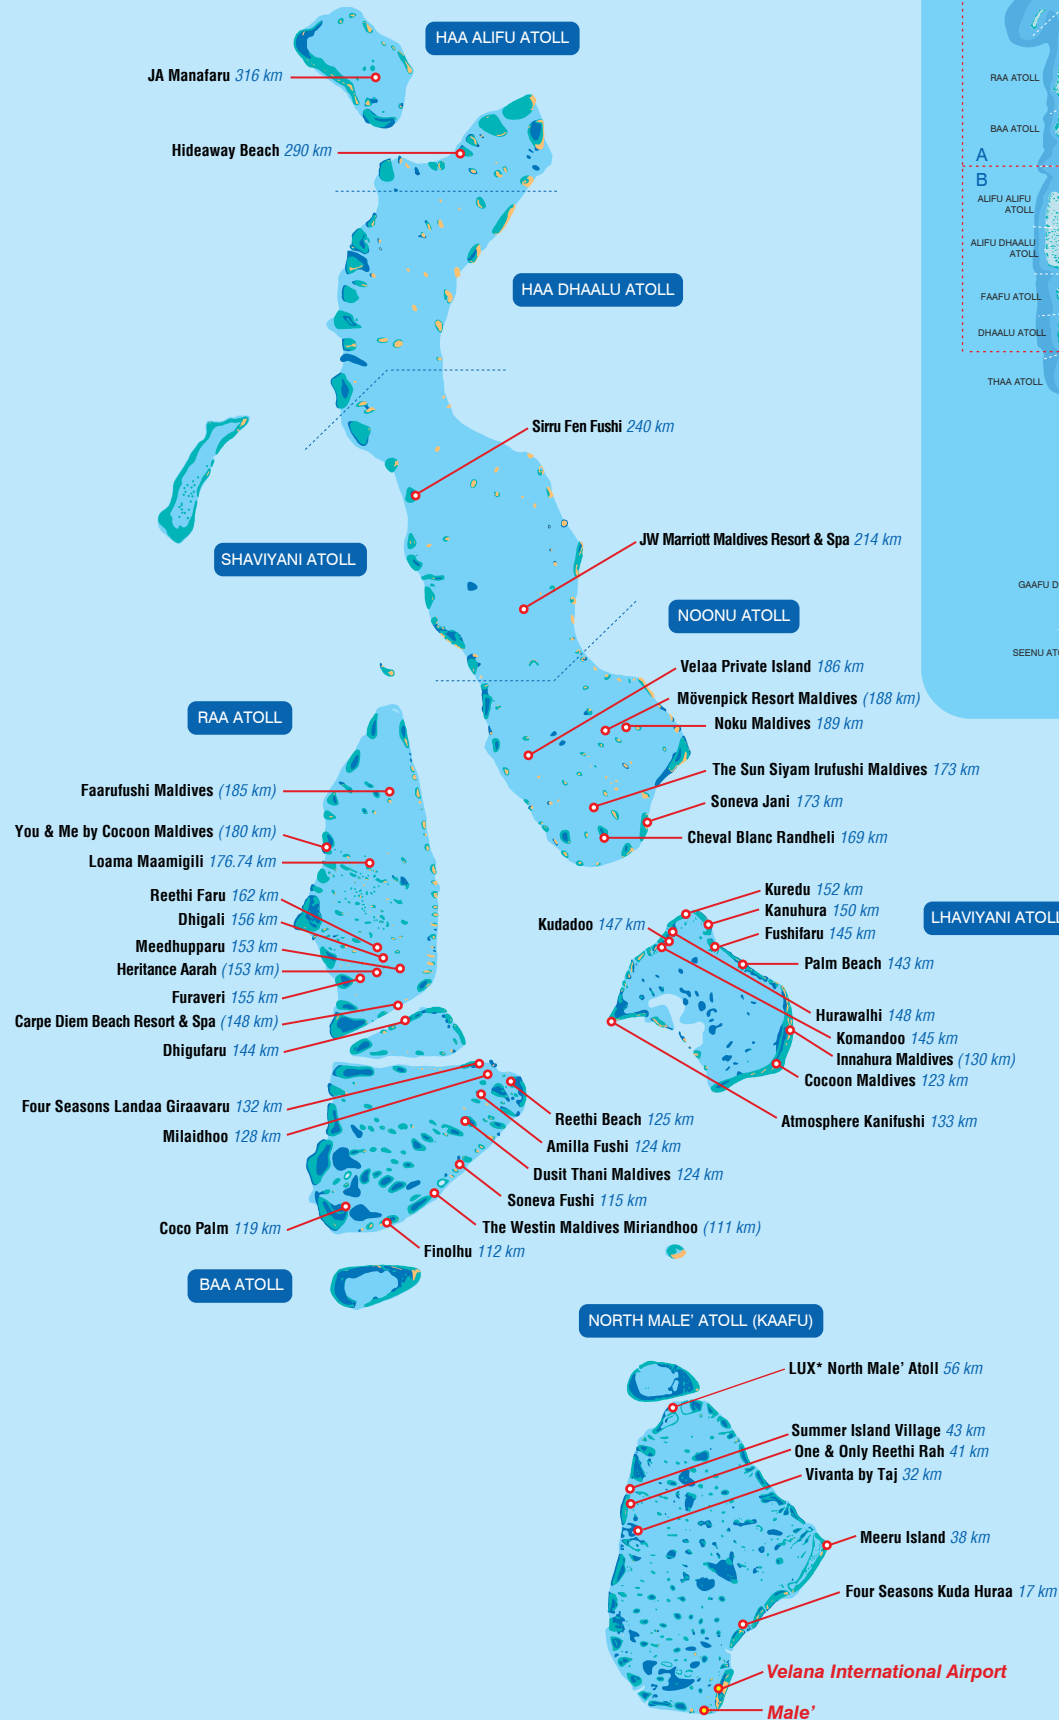 HAA ALIFU ATOLL
JA Manafaru 316 km
Hideaway Beach 290 km
HAA DHAALU ATOLL
Sirru Fen Fushi 240 km
SHAVIYANI ATOLL
JW Marriott Maldives Resort & Spa 214 km
NOONU ATOLL
Velaa Private Island 186 km
Mövenpick Resort Maldives (188 km)
Noku Maldives 189 km
The Sun Siyam Irufushi Maldives 173 km
Soneva Jani 173 km
Cheval Blanc Randheli 169 km
RAA ATOLL
Faarufushi Maldives (185 km)
You & Me by Cocoon Maldives (180 km)
Loama Maamigili 176.74 km
Reethi Faru 162 km
Dhigali 156 km
Meedhupparu 153 km
Heritance Aarah (153 km)
Furaveri 155 km
Carpe Diem Beach Resort & Spa (148 km)
Dhigufaru 144 km
Four Seasons Landaa Giraavaru 132 km
Milaidhoo 128 km
Coco Palm 119 km
BAA ATOLL
Reethi Beach 125 km
Amilla Fushi 124 km
Dusit Thani Maldives 124 km
Soneva Fushi 115 km
The Westin Maldives Miriandhoo (111 km)
Finolhu 112 km
LHAVIYANI ATOLL
Kuredu 152 km
Kanuhura 150 km
Kudadoo 147 km
Fushifaru 145 km
Palm Beach 143 km
Hurawalhi 148 km
Komandoo 145 km
Innahura Maldives (130 km)
Cocoon Maldives 123 km
Atmosphere Kanifushi 133 km
NORTH MALE' ATOLL (KAAFU)
LUX* North Male' Atoll 56 km
Summer Island Village 43 km
One & Only Reethi Rah 41 km
Vivanta by Taj 32 km
Meeru Island 38 km
Four Seasons Kuda Huraa 17 km
Velana International Airport
Male'
RAA ATOLL
BAA ATOLL
A
B
ALIFU ALIFU
ATOLL
ALIFU DHAALU
ATOLL
FAAFU ATOLL
DHAALU ATOLL
THAA ATOLL
GAAFU D
SEENU ATO